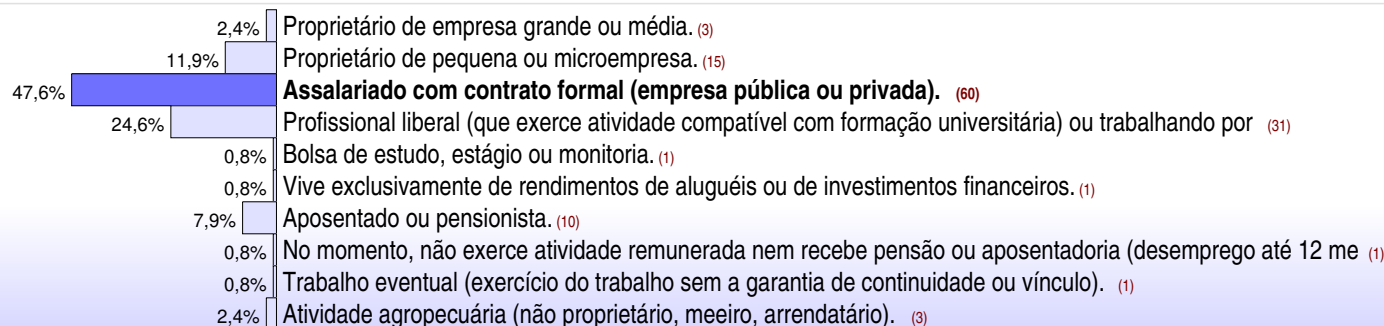 2,4% Proprietário de empresa grande ou média. (3)
11,9% Proprietário de pequena ou microempresa. (15)
47,6% Assalariado com contrato formal (empresa pública ou privada). (60)
24,6% Profissional liberal (que exerce atividade compatível com formação universitária) ou trabalhando por (31)
0,8% Bolsa de estudo, estágio ou monitoria. (1)
0,8% Vive exclusivamente de rendimentos de aluguéis ou de investimentos financeiros. (1)
7,9% Aposentado ou pensionista. (10)
0,8% No momento, não exerce atividade remunerada nem recebe pensão ou aposentadoria (desemprego até 12 me (1)
0,8% Trabalho eventual (exercício do trabalho sem a garantia de continuidade ou vínculo). (1)
2,4% Atividade agropecuária (não proprietário, meeiro, arrendatário). (3)